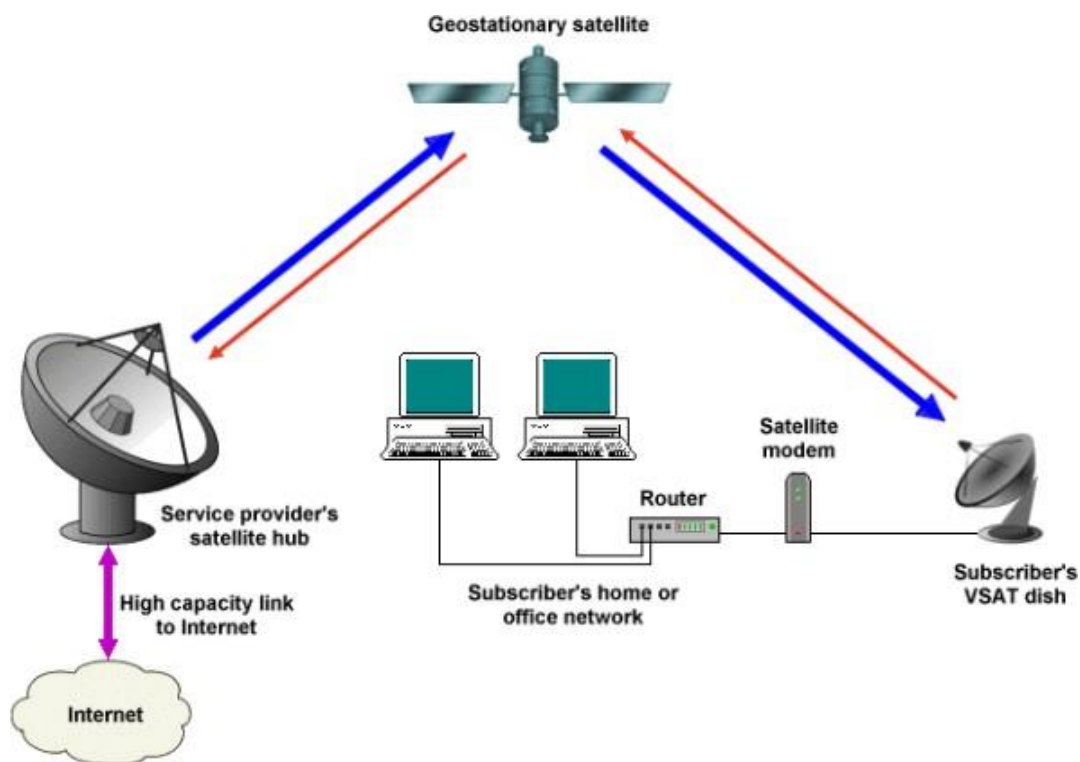 Geostationary satellite
Satellite
modem
Router
Service provider's
satellite hub
Subscriber's home or
office network
Subscriber's
VSAT dish
High capacity link
to Internet
Internet